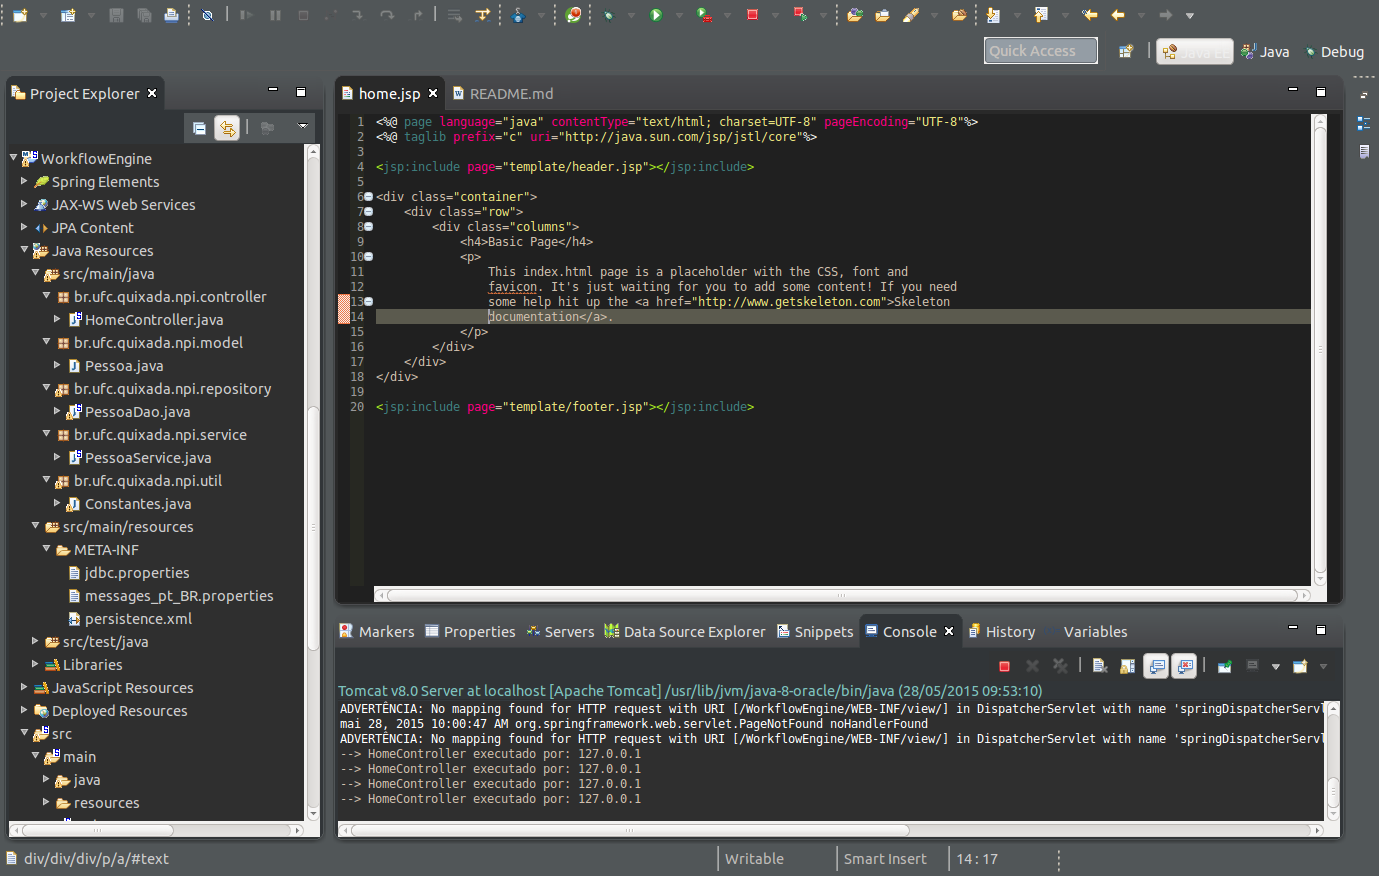 Quick Access
Java EE
Java
Debug
Project Explorer
WorkflowEngine
Spring Elements
JAX-WS Web Services
JPA Content
Java Resources
src/main/java
br.ufc.quixada.npi.controller
HomeController.java
br.ufc.quixada.npi.model
Pessoa.java
br.ufc.quixada.npi.repository
PessoaDao.java
br.ufc.quixada.npi.service
PessoaService.java
br.ufc.quixada.npi.util
Constantes.java
src/main/resources
META-INF
jdbc.properties
messages_pt_BR.properties
persistence.xml
src/test/java
Libraries
JavaScript Resources
Deployed Resources
src
main
java
resources
home.jsp README.md
1 <%@ page language="java" contentType="text/html; charset=UTF-8" pageEncoding="UTF-8"%>
2 <%@ taglib prefix="c" uri="http://java.sun.com/jsp/jstl/core"%>
3
4 <jsp:include page="template/header.jsp"></jsp:include>
5
6 <div class="container">
7 <div class="row">
8 <div class="columns">
9 <h4>Basic Page</h4>
10 <p>
11 This index.html page is a placeholder with the CSS, font and
12 favicon. It's just waiting for you to add some content! If you need
13 some help hit up the <a href="http://www.getskeleton.com">Skeleton
14 documentation</a>.
15 </p>
16 </div>
17 </div>
18 </div>
19
20 <jsp:include page="template/footer.jsp"></jsp:include>
Markers Properties Servers Data Source Explorer Snippets Console History Variables
Tomcat v8.0 Server at localhost [Apache Tomcat] /usr/lib/jvm/java-8-oracle/bin/java (28/05/2015 09:53:10)
ADVERTÊNCIA: No mapping found for HTTP request with URI [/WorkflowEngine/WEB-INF/view/] in DispatcherServlet with name 'springDispatcherServl
mai 28, 2015 10:00:47 AM org.springframework.web.servlet.PageNotFound noHandlerFound
ADVERTÊNCIA: No mapping found for HTTP request with URI [/WorkflowEngine/WEB-INF/view/] in DispatcherServlet with name 'springDispatcherServl
--> HomeController executado por: 127.0.0.1
--> HomeController executado por: 127.0.0.1
--> HomeController executado por: 127.0.0.1
--> HomeController executado por: 127.0.0.1
div/div/div/p/a/#text
Writable
Smart Insert
14 : 17